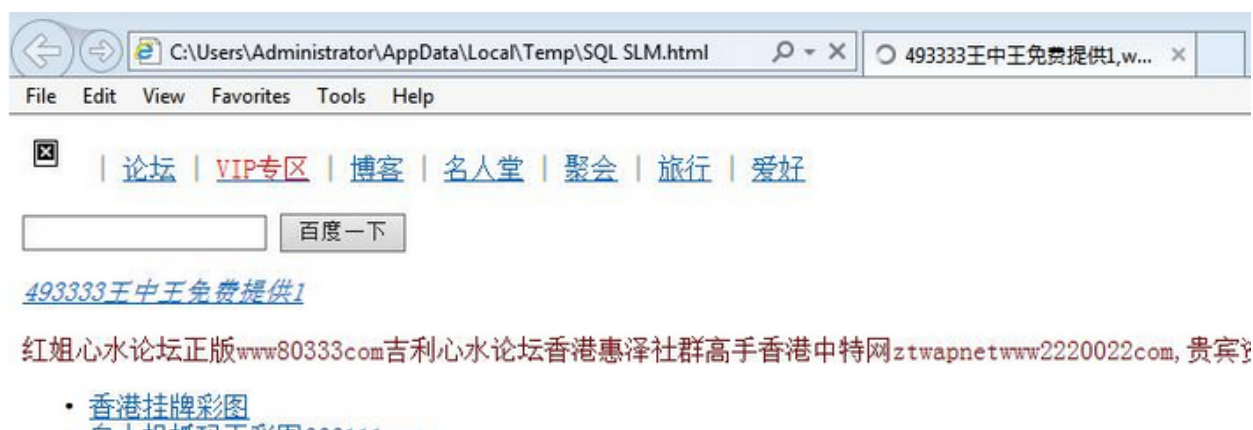 C:\Users\Administrator\AppData\Local\Temp\SQL SLM.html
493333王中王免费提供1,w...
File Edit View Favorites Tools Help
| 论坛 | VIP专区 | 博客 | 名人堂 | 聚会 | 旅行 | 爱好
百度一下
493333王中王免费提供1
红姐心水论坛正版www80333com吉利心水论坛香港惠泽社群高手香港中特网ztwapnetwww2220022com,贵宾
香港挂牌彩图